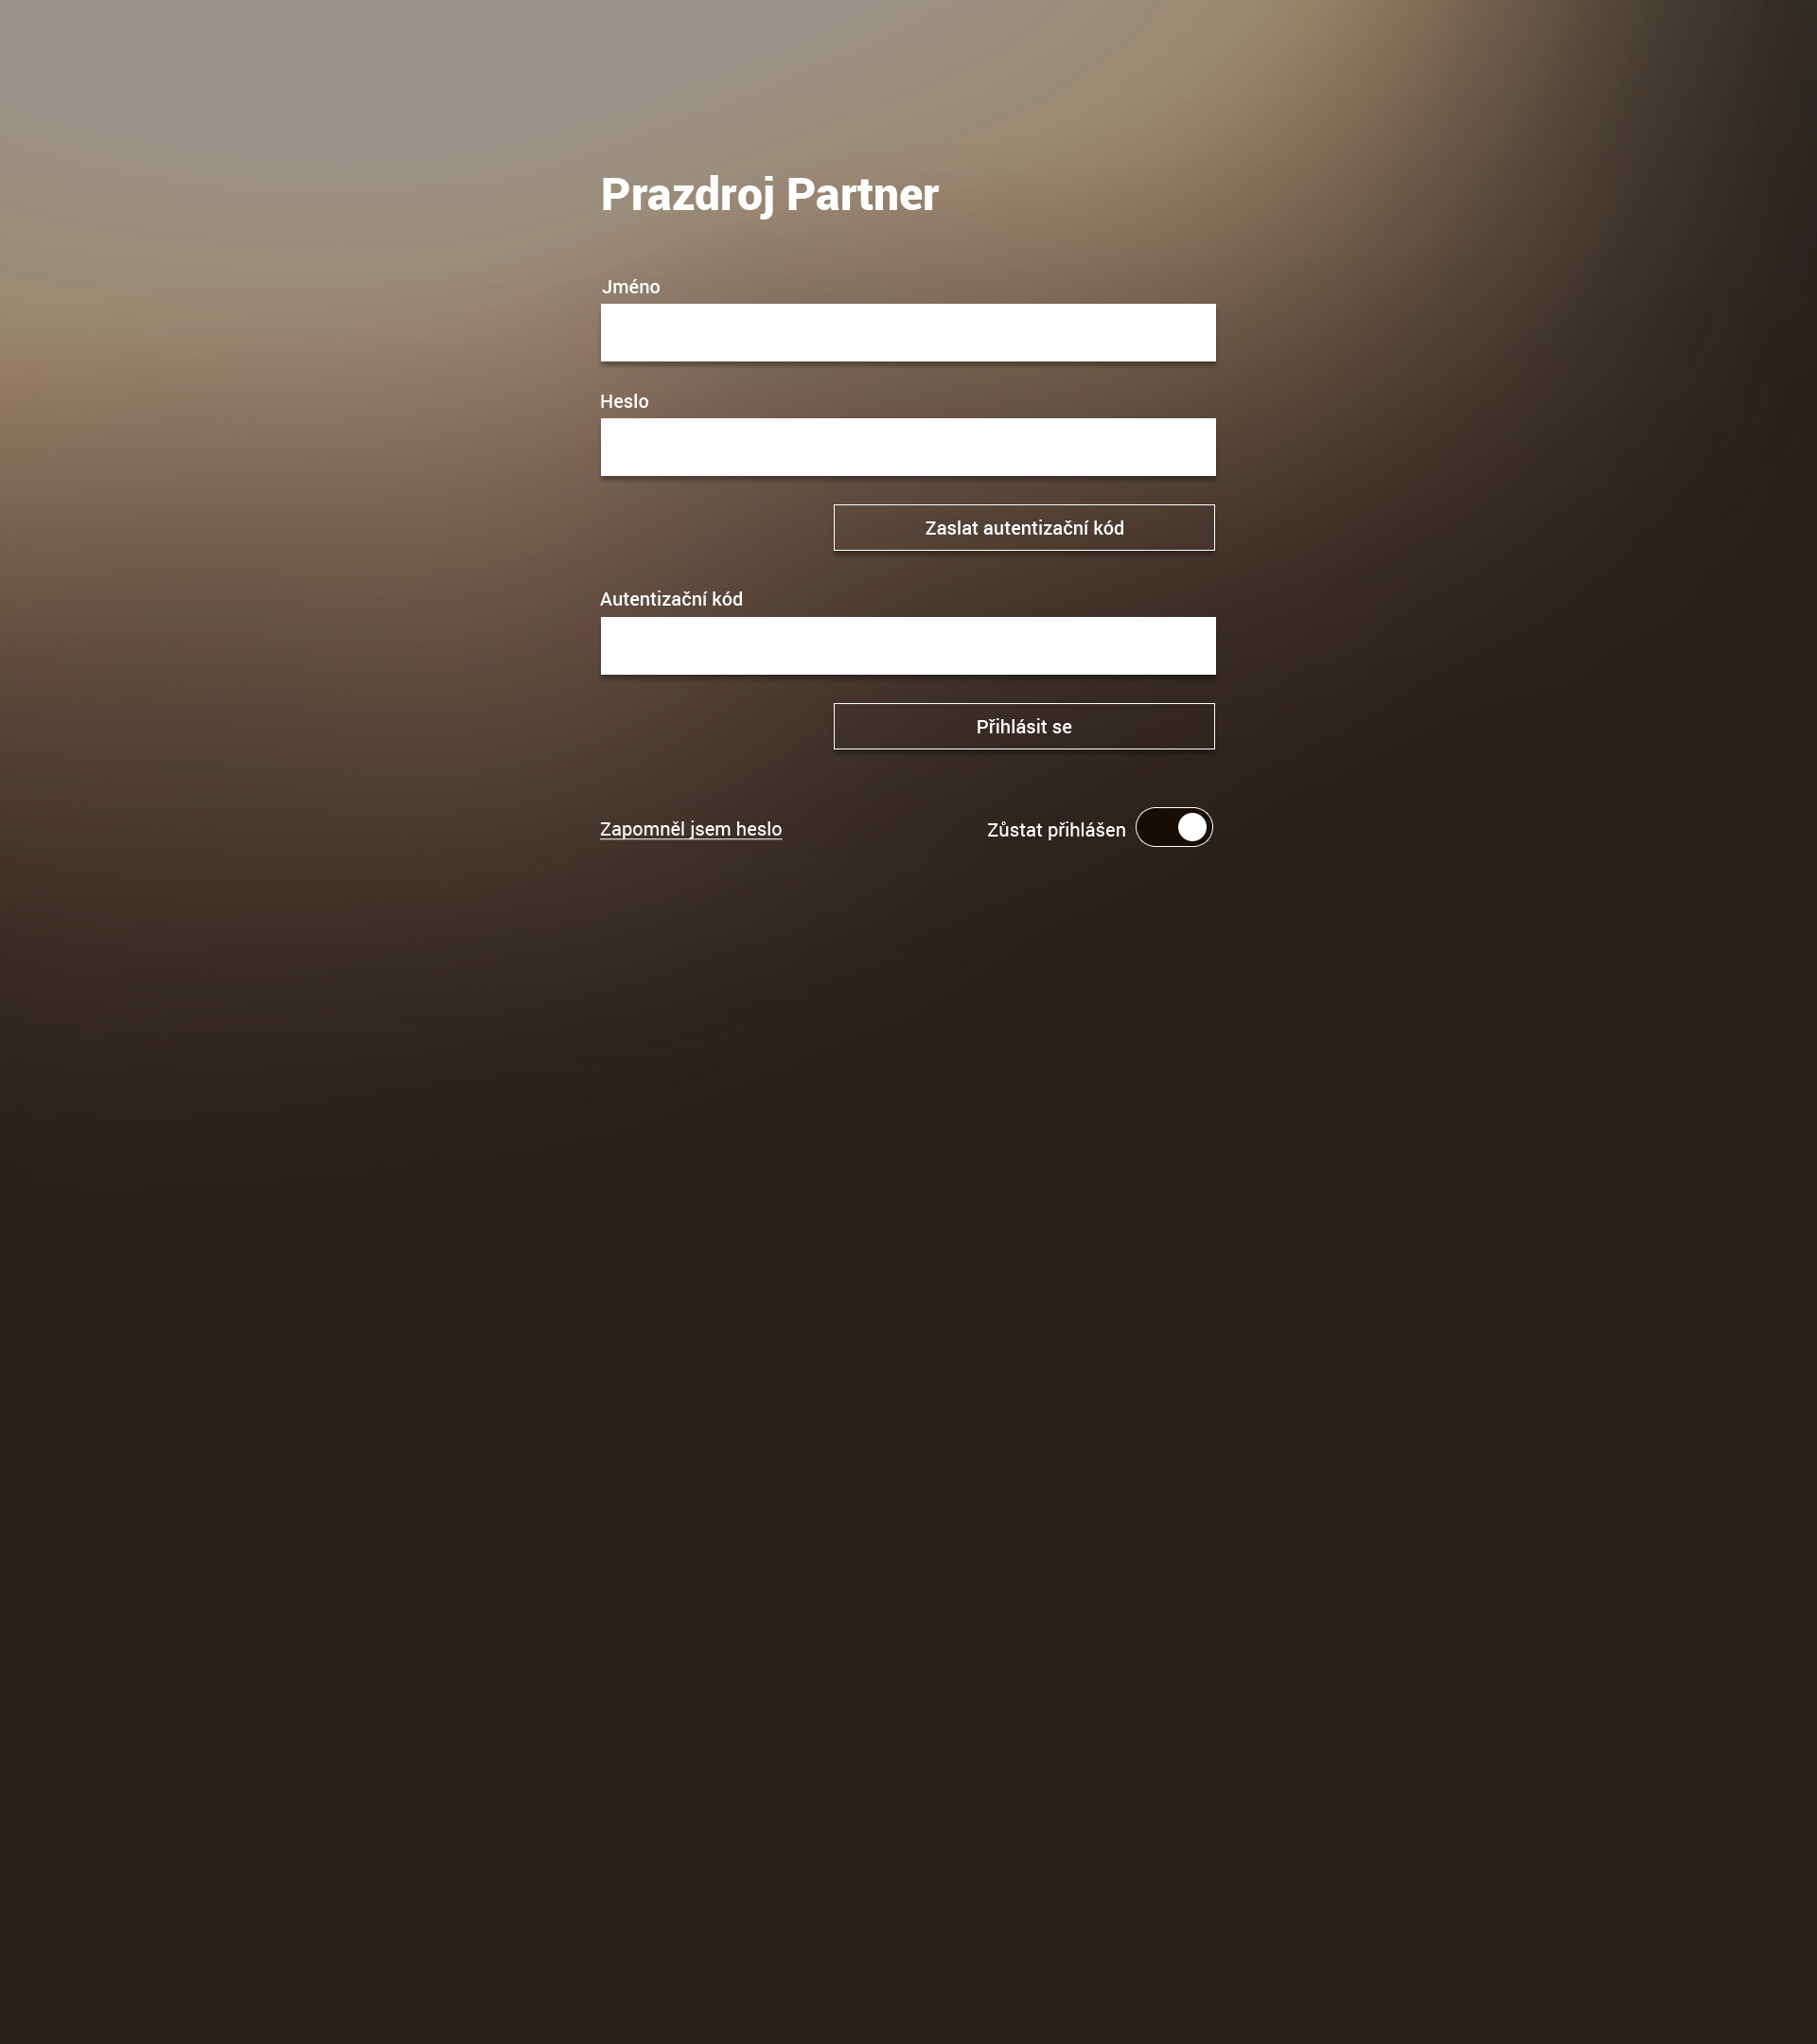 Prazdroj Partner
Jméno
Heslo
Zaslat autentizační kód
Autentizační kód
Přihlásit se
Zapomněl jsem heslo
Zůstat přihlášen